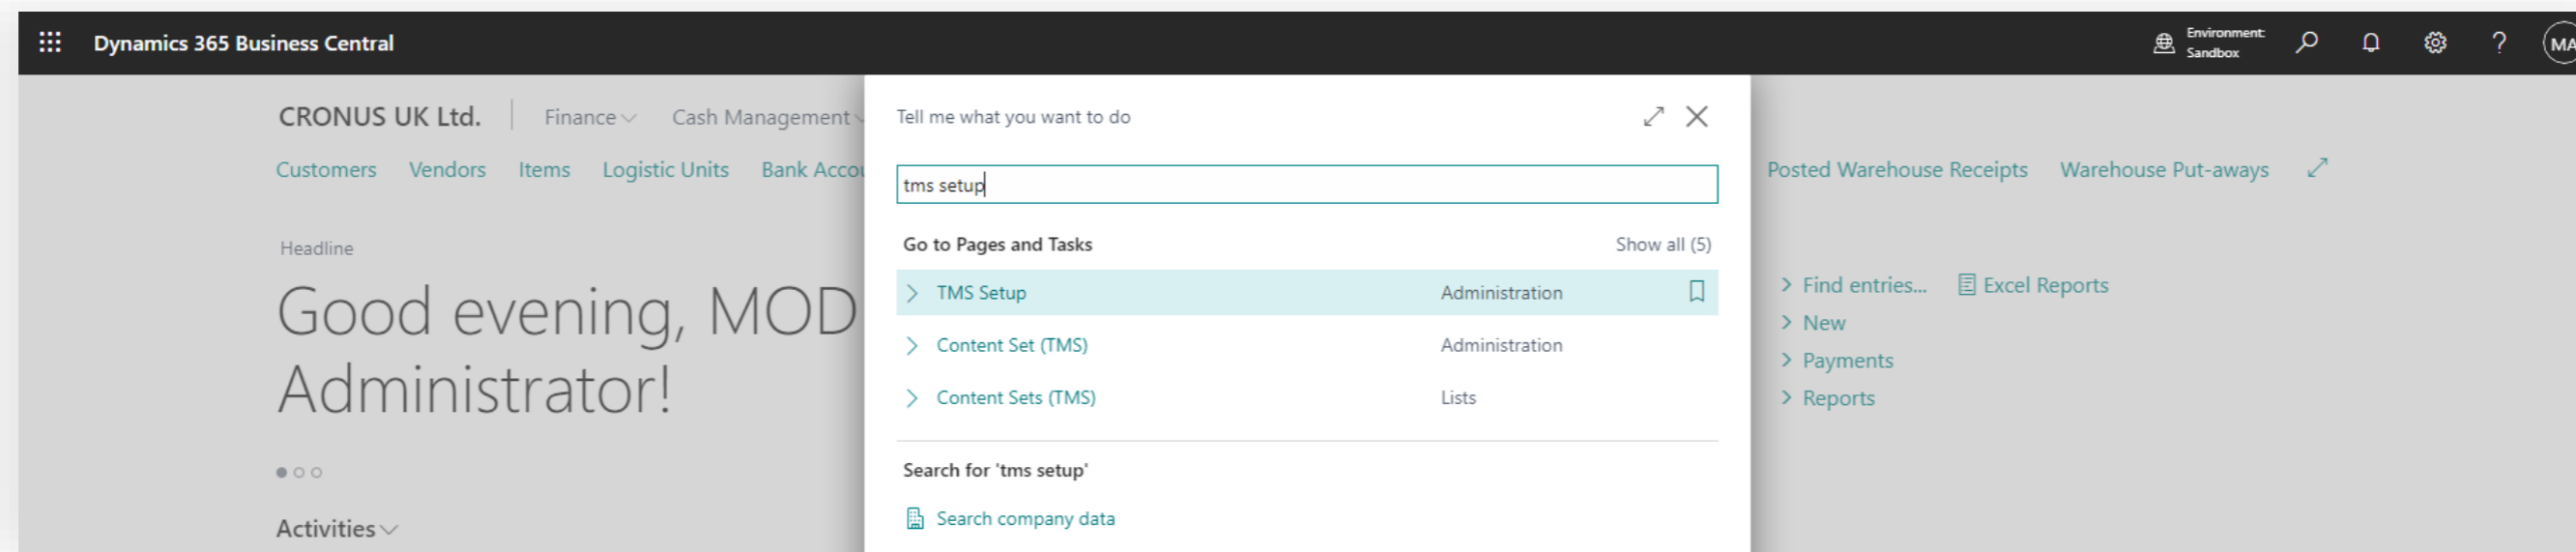 Dynamics 365 Business Central
Environment:
Sandbox
MA
CRONUS UK Ltd.
Finance
Cash Management
Customers
Vendors
Items
Logistic Units
Bank Accou
Posted Warehouse Receipts
Warehouse Put-aways
Headline
Good evening, MOD
Administrator!
Activities
Tell me what you want to do
tms setup
Go to Pages and Tasks
Show all (5)
TMS Setup
Administration
Content Set (TMS)
Administration
Content Sets (TMS)
Lists
Search for 'tms setup'
Search company data
Find entries...
Excel Reports
New
Payments
Reports